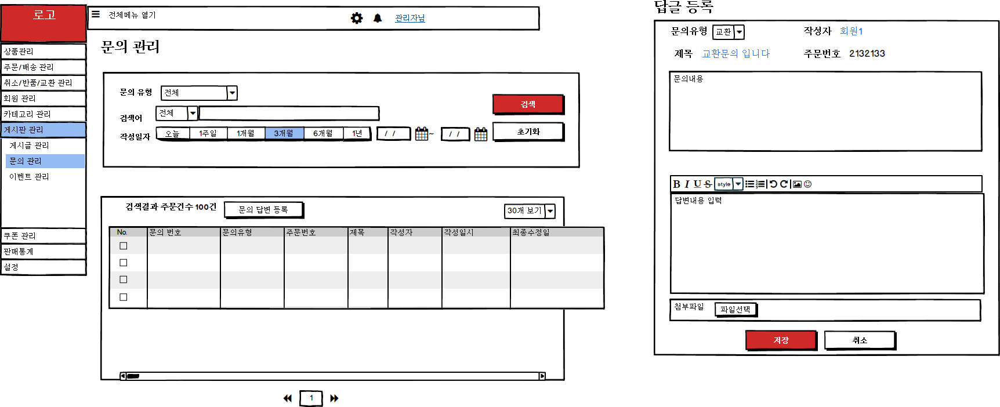 로고
전체메뉴 열기
관리자님
상품관리
주문/배송 관리
취소/반품/교환 관리
회원 관리
카테고리 관리
게시판 관리
게시글 관리
문의 관리
이벤트 관리
쿠폰 관리
판매통계
설정
문의 관리
문의 유형 전체
검색어 전체
작성일자 오늘 1주일 1개월 3개월 6개월 1년 / / ~ / /
검색
초기화
검색결과 주문건수 100건 문의 답변 등록 30개 보기
No. 문의 번호 문의유형 주문번호 제목 작성자 작성일시 최종수정일
1
답글 등록
문의유형 교환 작성자 회원1
제목 교환문의 입니다 주문번호 2132133
문의내용
B I U S style
답변내용 입력
첨부파일 파일선택
저장 취소